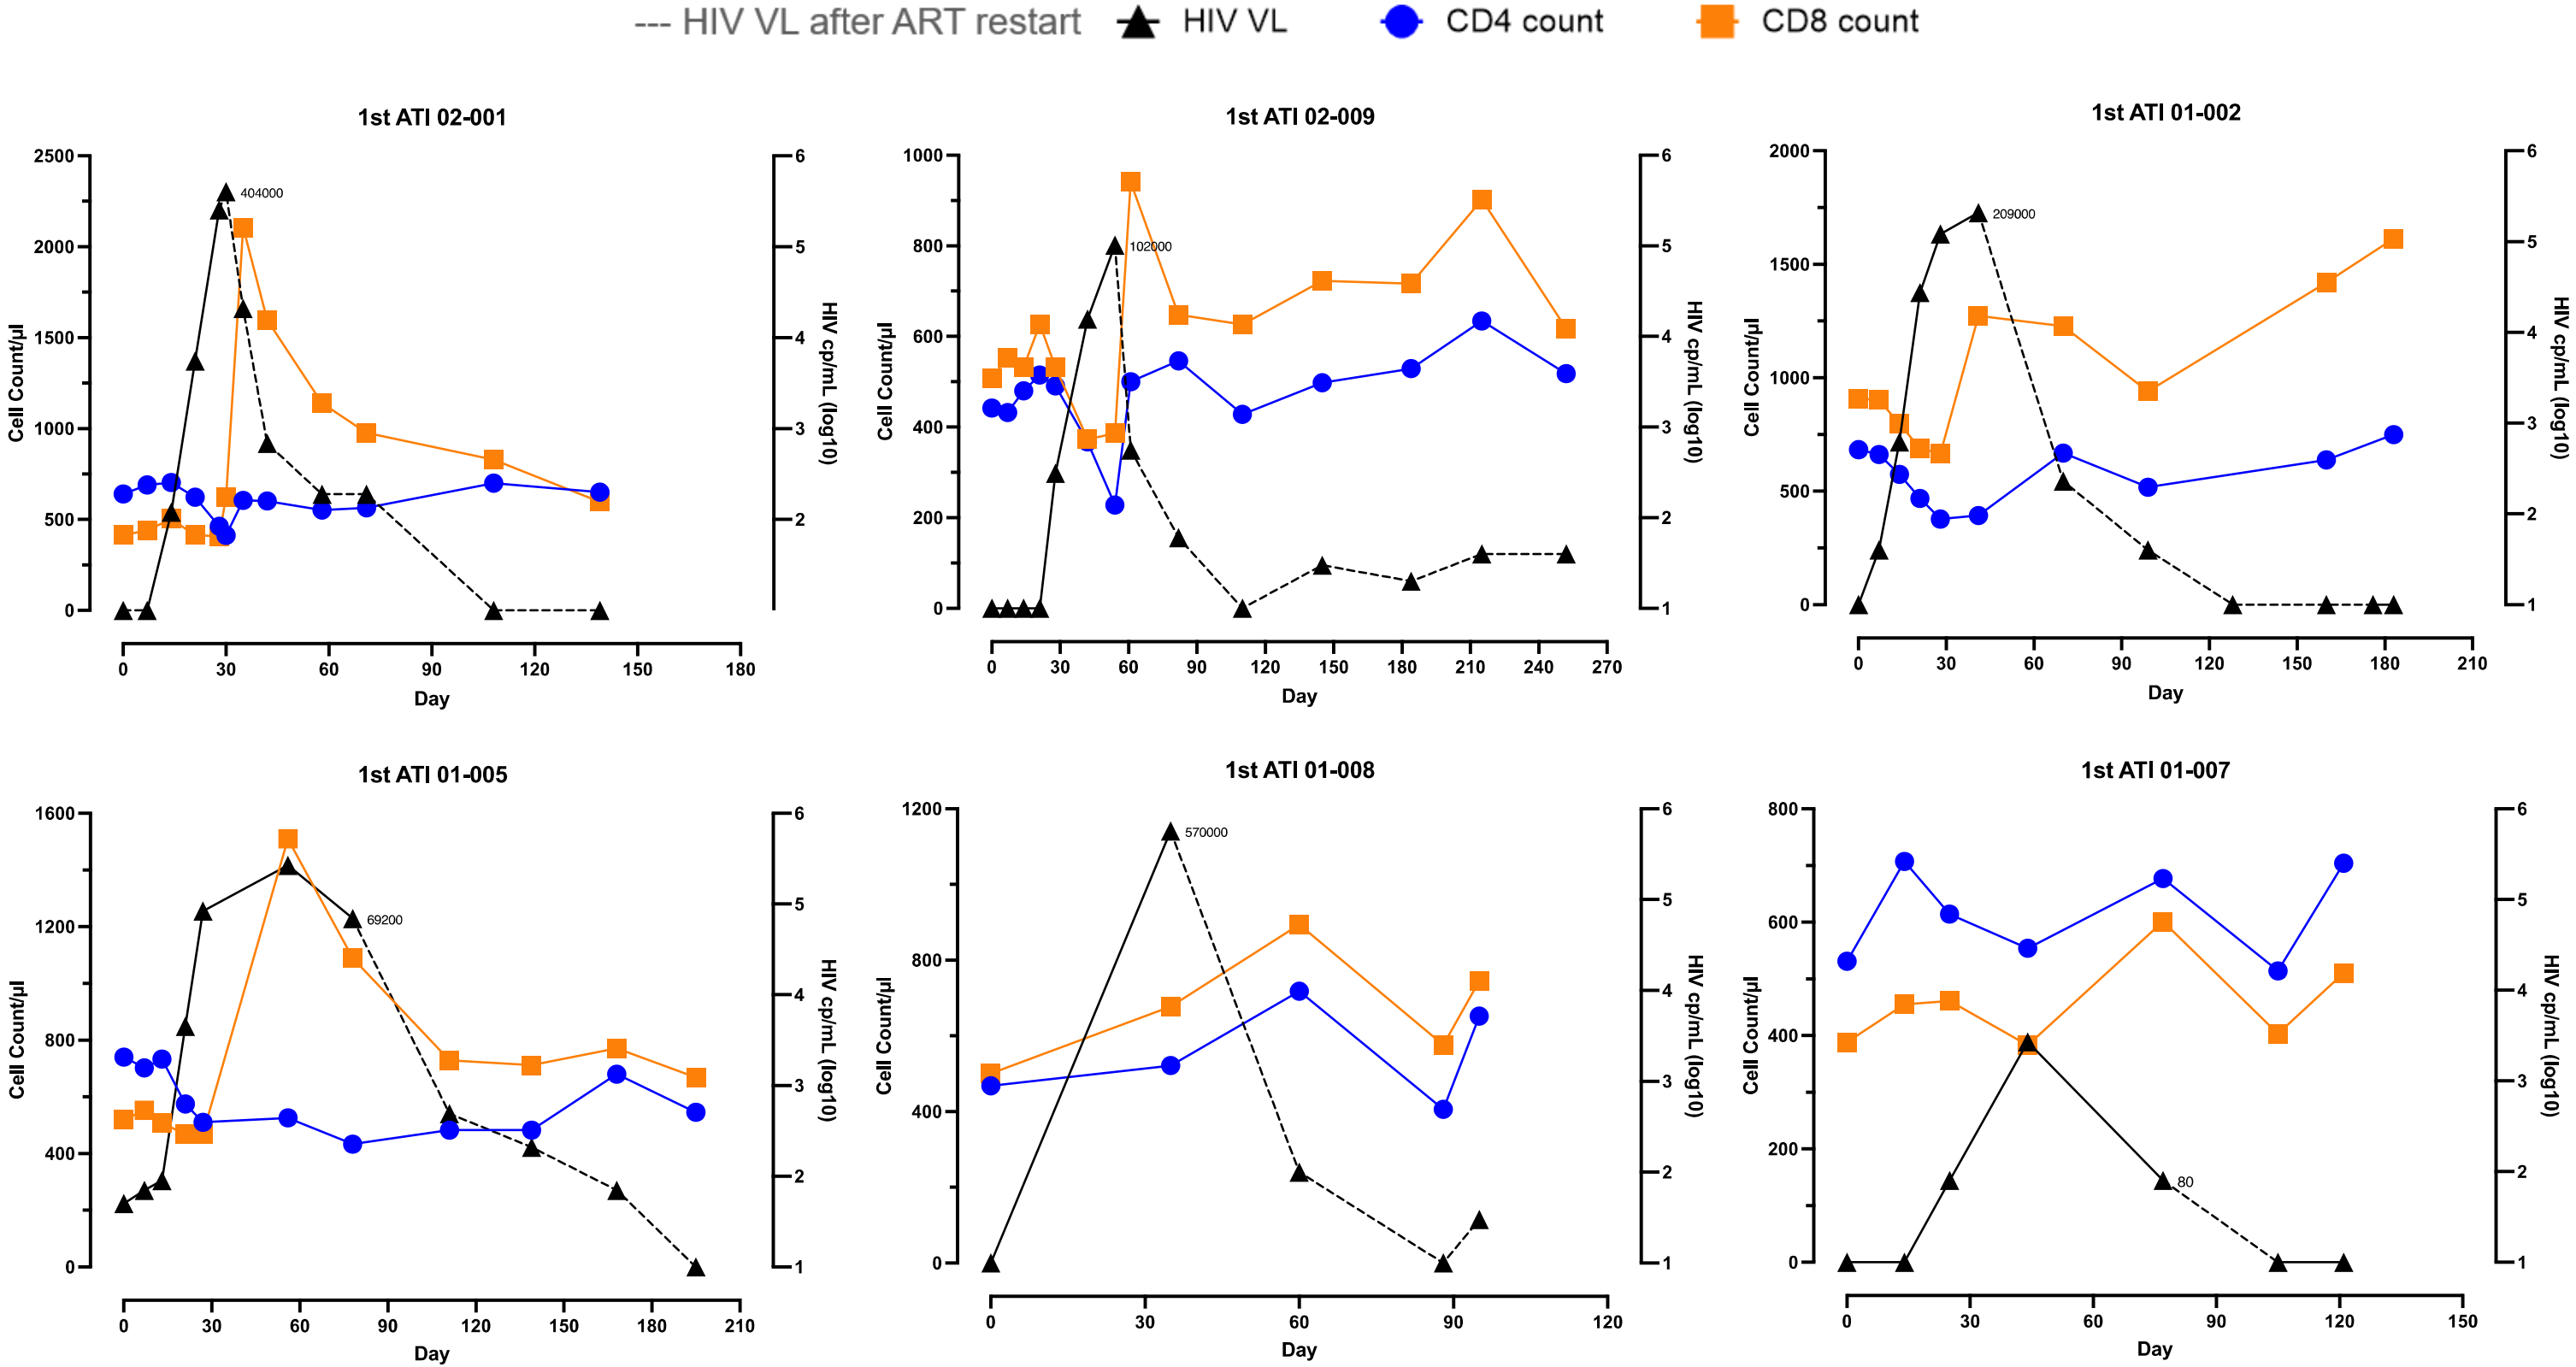 --- HIV VL after ART restart HIV VL CD4 count CD8 count
1st ATI 02-001
2500
2000
1500
1000
500
0
Cell Count/µl
6
5
4
3
2
HIV cp/mL (log10)
404000
0 30 60 90 120 150 180
Day
1st ATI 02-009
1000
800
600
400
200
0
Cell Count/µl
6
5
4
3
2
1
HIV cp/mL (log10)
102000
0 30 60 90 120 150 180 210 240 270
Day
1st ATI 01-002
2000
1500
1000
500
0
Cell Count/µl
6
5
4
3
2
1
HIV cp/mL (log10)
209000
0 30 60 90 120 150 180 210
Day
1st ATI 01-005
1600
1200
800
400
0
Cell Count/µl
6
5
4
3
2
1
HIV cp/mL (log10)
69200
0 30 60 90 120 150 180 210
Day
1st ATI 01-008
1200
800
400
0
Cell Count/µl
6
5
4
3
2
1
HIV cp/mL (log10)
570000
0 30 60 90 120
Day
1st ATI 01-007
800
600
400
200
0
Cell Count/µl
6
5
4
3
2
1
HIV cp/mL (log10)
80
0 30 60 90 120 150
Day